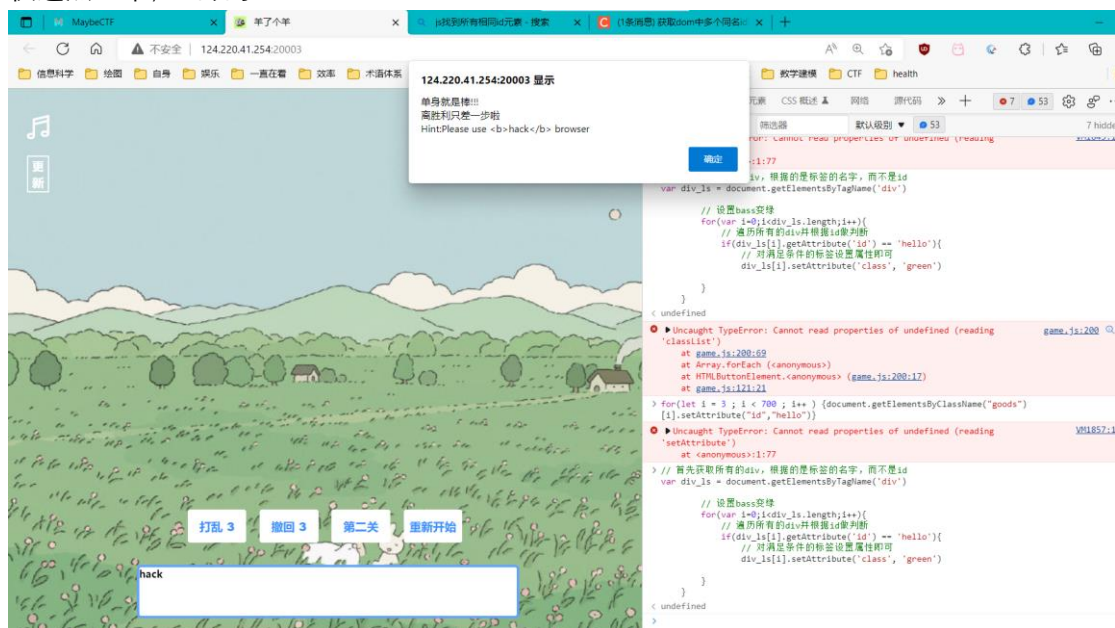 MaybeCTF
羊了个羊
js找到所有相同id元素 - 搜索
(1条消息) 获取dom中多个同名id
不安全
124.220.41.254:20003
信息科学
绘图
自身
娱乐
一直在看
效率
术语体系
数学建模
CTF
health
124.220.41.254:20003 显示
单身就是棒!!!
离胜利只差一步啦
Hint:Please use <b>hack</b> browser
确定
更新
CSS 概述
网络
源代码
7
53
筛选器
默认级别 ▼
53
7 hidde
:1:77
iv, 根据的是标签的名字, 而不是id
var div_ls = document.getElementsByTagName('div')
// 设置bass变绿
for(var i=0;i<div_ls.length;i++){
// 遍历所有的div并根据id做判断
if(div_ls[i].getAttribute('id') == 'hello'){
// 对满足条件的标签设置属性即可
div_ls[i].setAttribute('class', 'green')
}
}
< undefined
Uncaught TypeError: Cannot read properties of undefined (reading
game.js:200
'classList')
at game.js:200:69
at Array.forEach (<anonymous>)
at HTMLButtonElement.<anonymous> (game.js:200:17)
at game.js:121:21
> for(let i = 3 ; i < 700 ; i++ ) {document.getElementsByClassName("goods")
[i].setAttribute("id","hello")}
Uncaught TypeError: Cannot read properties of undefined (reading
VM1857:1
'setAttribute')
at <anonymous>:1:77
> // 首先获取所有的div, 根据的是标签的名字, 而不是id
var div_ls = document.getElementsByTagName('div')
// 设置bass变绿
for(var i=0;i<div_ls.length;i++){
// 遍历所有的div并根据id做判断
if(div_ls[i].getAttribute('id') == 'hello'){
// 对满足条件的标签设置属性即可
div_ls[i].setAttribute('class', 'green')
}
}
< undefined
>
打乱 3
撤回 3
第二关
重新开始
hack